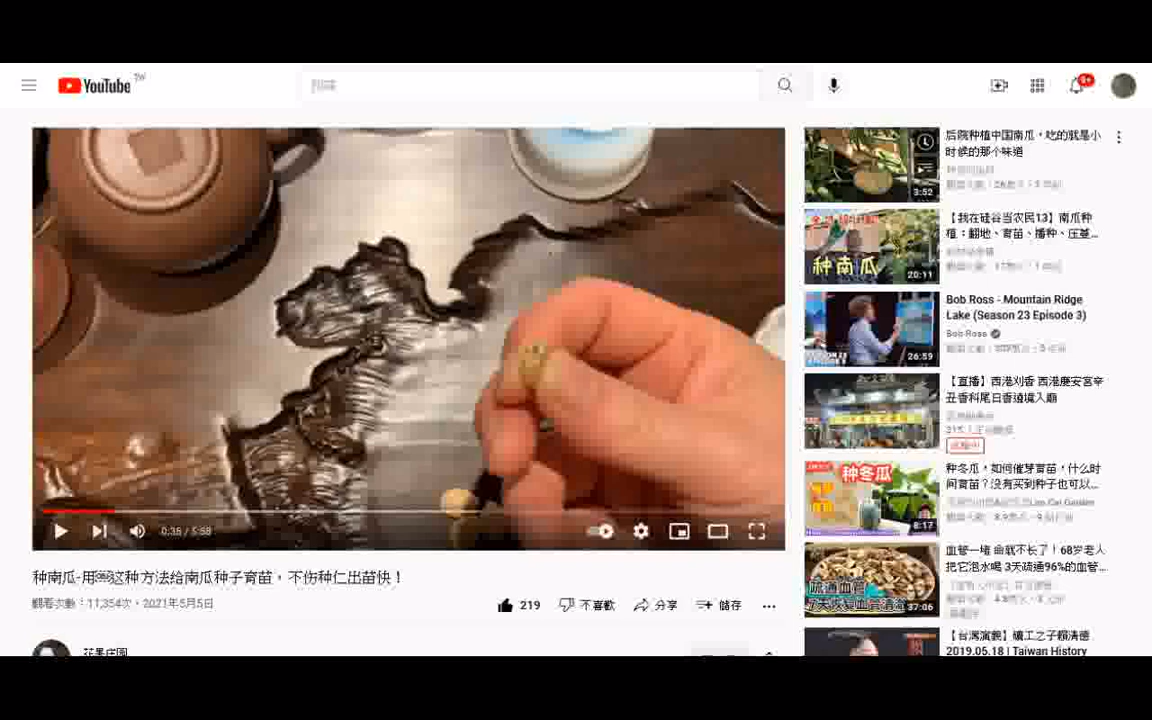 YouTube TW
9+
0:35 / 5:58
种南瓜-用这种方法给南瓜种子育苗，不伤种仁出苗快！
觀看次數：11,354次・2021年5月5日
219
不喜歡
分享
儲存
花果庄园
后院种植中国南瓜，吃的就是小
时候的那个味道
3:52
【我在硅谷当农民13】南瓜种
植：翻地、育苗、播种、压蔓...
种南瓜
20:11
Bob Ross - Mountain Ridge
Lake (Season 23 Episode 3)
Bob Ross
26:59
【直播】西港刈香 西港慶安宮辛
丑香科尾日香遶境入廟
种冬瓜，如何催芽育苗，什么时
间育苗？没有买到种子也可以...
种冬瓜
8:17
血管一堵 命就不长了！68岁老人
把它泡水喝 3天疏通96%的血管...
疏通血管
37:06
【台灣演義】礦工之子賴清德
2019.05.18 | Taiwan History